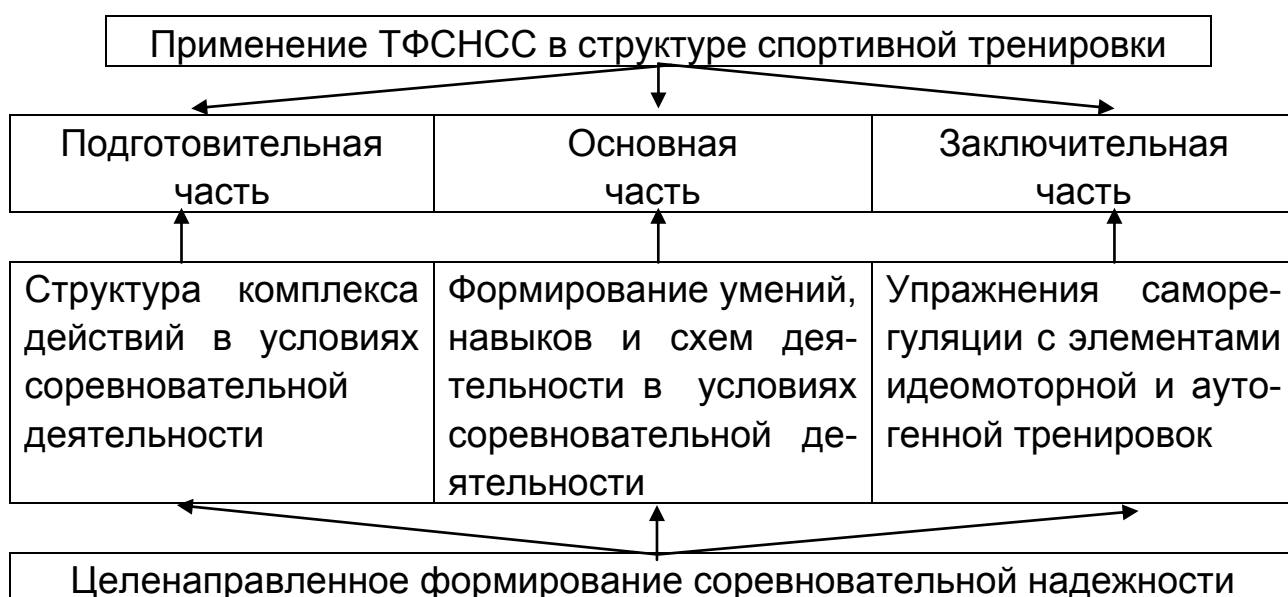 Применение ТФСНСС в структуре спортивной тренировки
Подготовительная
часть
Основная
часть
Заключительная
часть
Структура комплекса
действий в условиях
соревновательной
деятельности
Формирование умений,
навыков и схем дея-
тельности в условиях
соревновательной де-
ятельности
Упражнения саморе-
гуляции с элементами
идеомоторной и ауто-
генной тренировок
Целенаправленное формирование соревновательной надежности